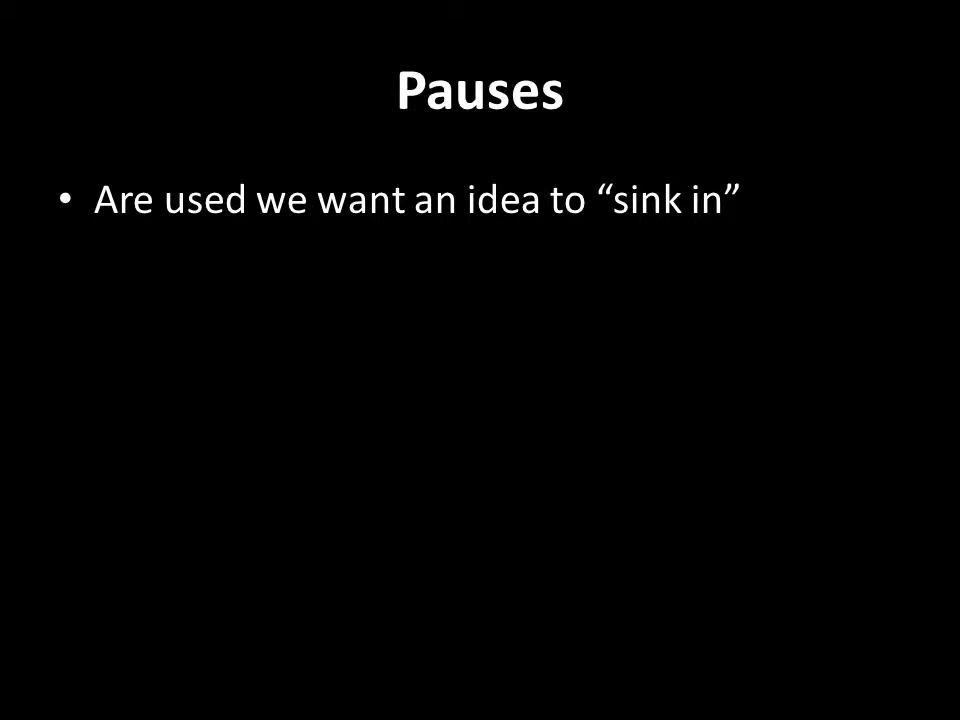 Pauses
• Are used we want an idea to “sink in”